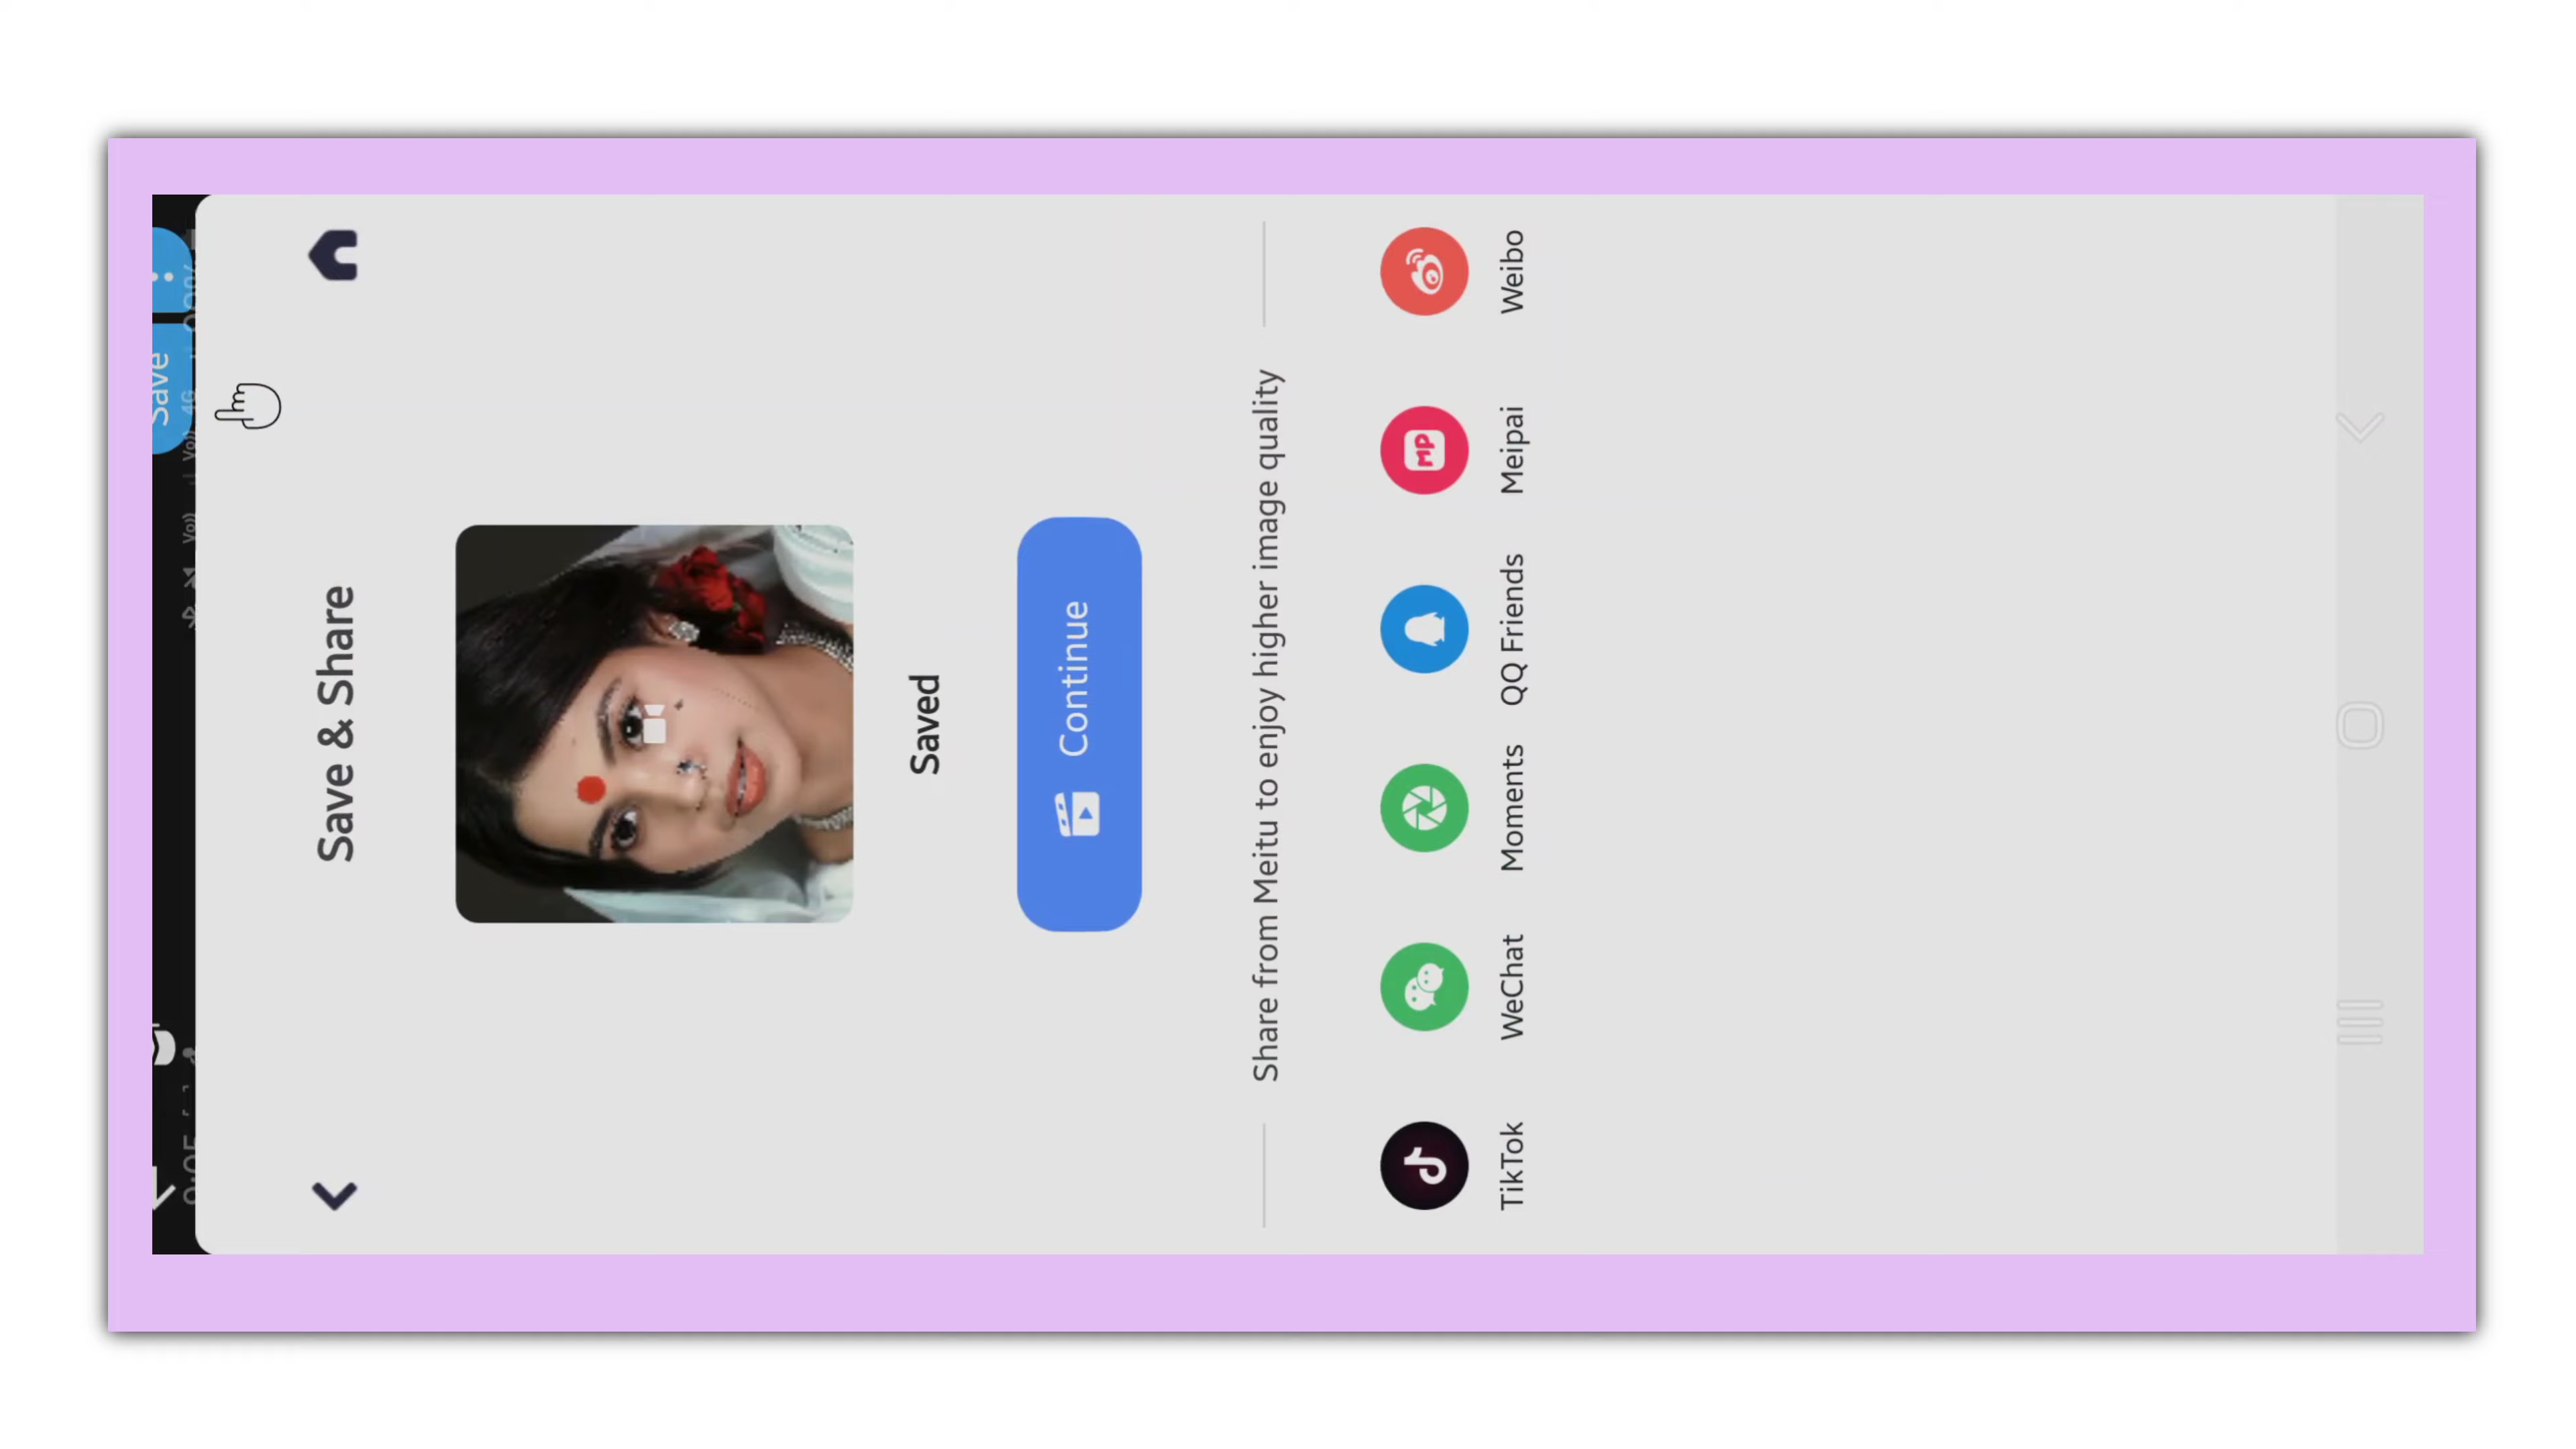 Save
Save & Share
Saved
Continue
Share from Meitu to enjoy higher image quality
TikTok
WeChat
Moments
QQ Friends
Meipai
Weibo